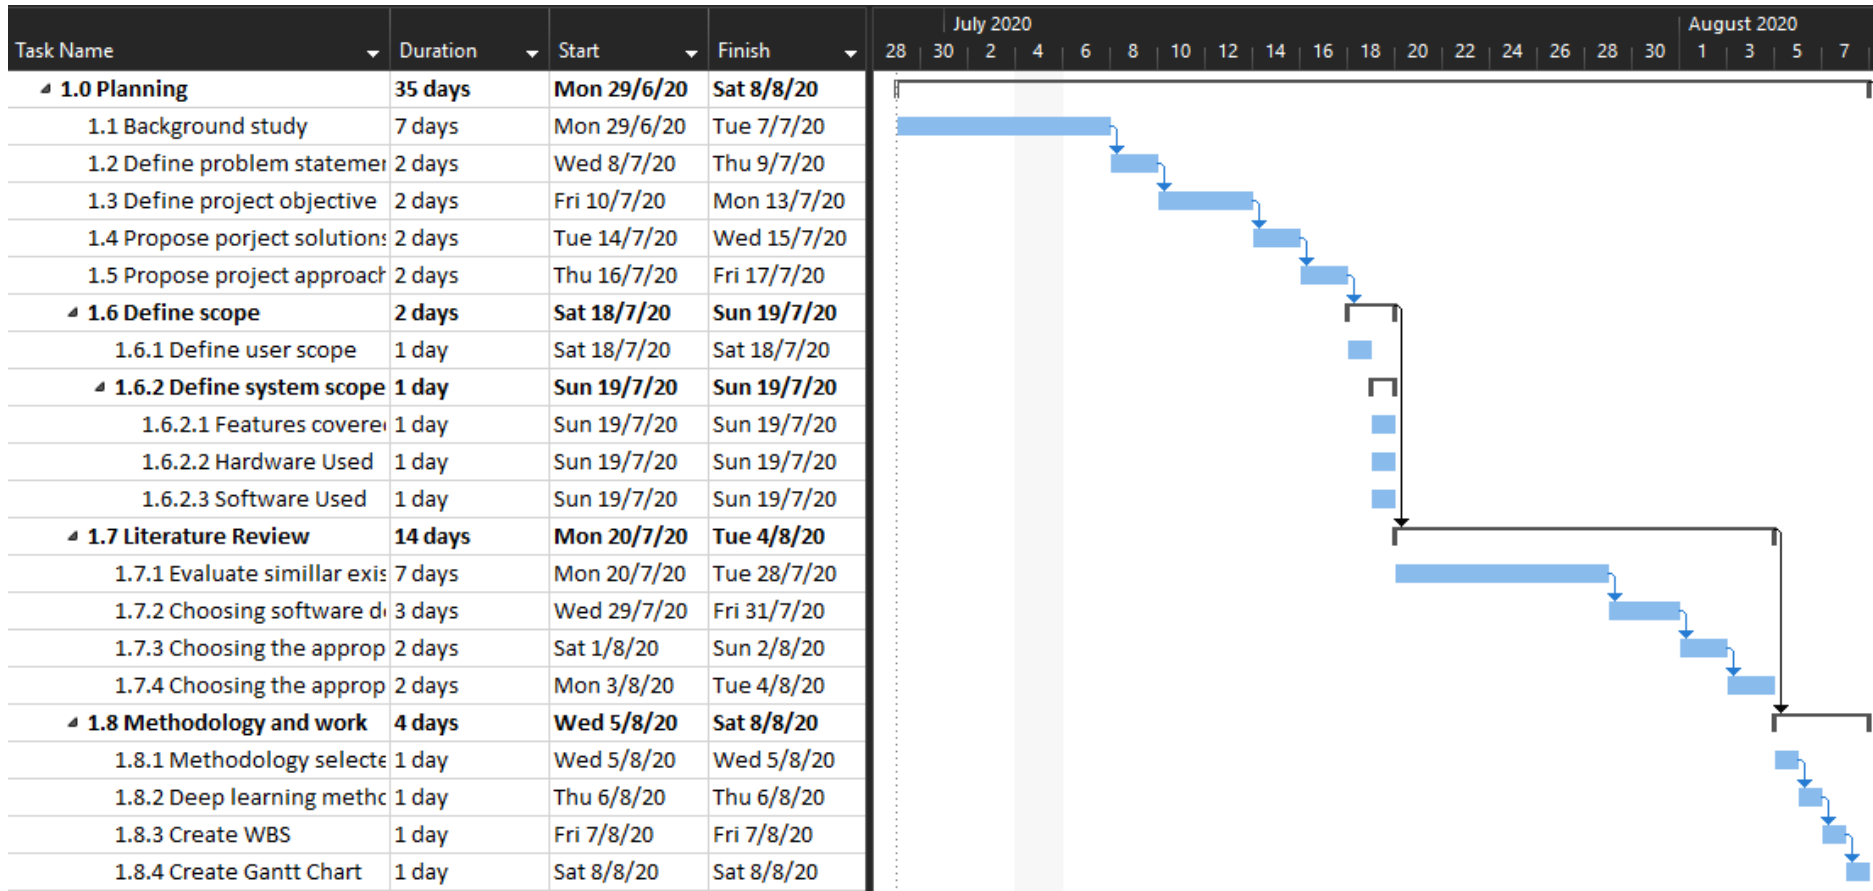 July 2020 August 2020
Task Name Duration Start Finish 28 30 2 4 6 8 10 12 14 16 18 20 22 24 26 28 30 1 3 5 7
1.0 Planning 35 days Mon 29/6/20 Sat 8/8/20
1.1 Background study 7 days Mon 29/6/20 Tue 7/7/20
1.2 Define problem statemer 2 days Wed 8/7/20 Thu 9/7/20
1.3 Define project objective 2 days Fri 10/7/20 Mon 13/7/20
1.4 Propose porject solutions 2 days Tue 14/7/20 Wed 15/7/20
1.5 Propose project approach 2 days Thu 16/7/20 Fri 17/7/20
1.6 Define scope 2 days Sat 18/7/20 Sun 19/7/20
1.6.1 Define user scope 1 day Sat 18/7/20 Sat 18/7/20
1.6.2 Define system scope 1 day Sun 19/7/20 Sun 19/7/20
1.6.2.1 Features covere 1 day Sun 19/7/20 Sun 19/7/20
1.6.2.2 Hardware Used 1 day Sun 19/7/20 Sun 19/7/20
1.6.2.3 Software Used 1 day Sun 19/7/20 Sun 19/7/20
1.7 Literature Review 14 days Mon 20/7/20 Tue 4/8/20
1.7.1 Evaluate simillar exis 7 days Mon 20/7/20 Tue 28/7/20
1.7.2 Choosing software d 3 days Wed 29/7/20 Fri 31/7/20
1.7.3 Choosing the approp 2 days Sat 1/8/20 Sun 2/8/20
1.7.4 Choosing the approp 2 days Mon 3/8/20 Tue 4/8/20
1.8 Methodology and work 4 days Wed 5/8/20 Sat 8/8/20
1.8.1 Methodology selecte 1 day Wed 5/8/20 Wed 5/8/20
1.8.2 Deep learning metho 1 day Thu 6/8/20 Thu 6/8/20
1.8.3 Create WBS 1 day Fri 7/8/20 Fri 7/8/20
1.8.4 Create Gantt Chart 1 day Sat 8/8/20 Sat 8/8/20